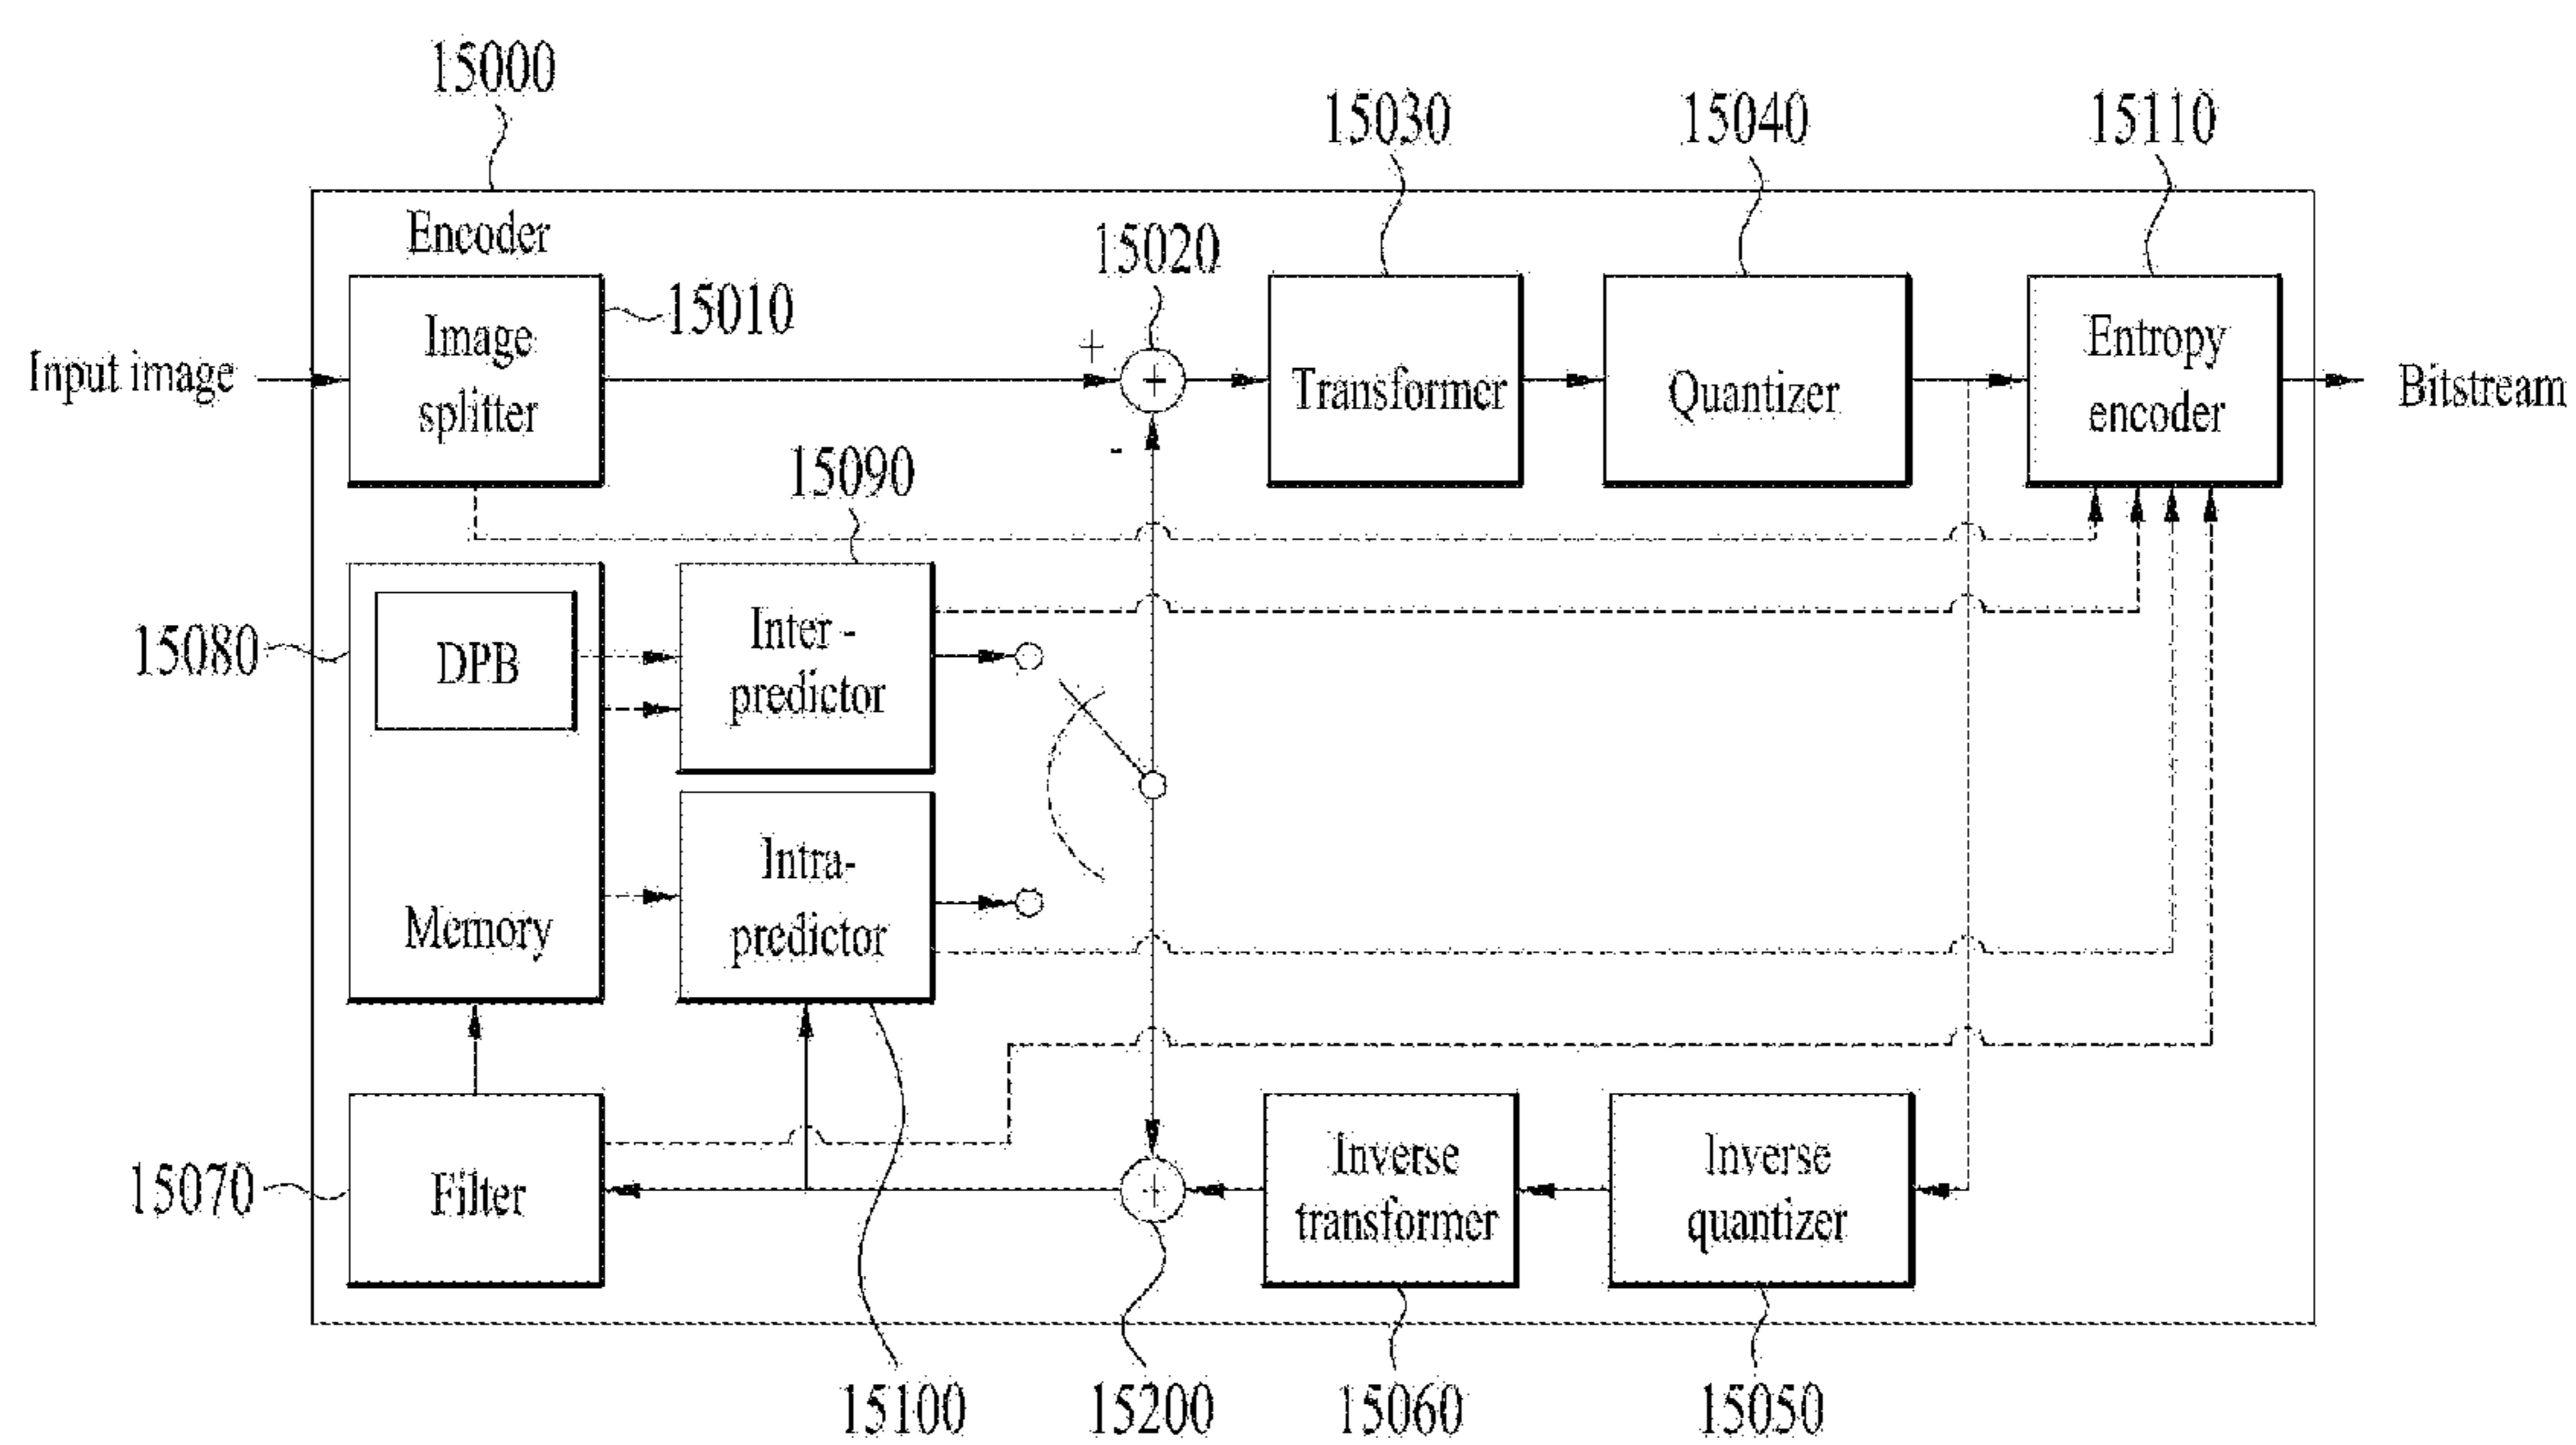 15000
15030
15040
15110
Encoder
15020
15010
Image
splitter
Input image
+
+
-
Transformer
Quantizer
Entropy
encoder
Bitstream
15090
15080
DPB
Inter -
predictor
Memory
Intra-
predictor
15070
Filter
+
Inverse
transformer
Inverse
quantizer
15100
15200
15060
15050